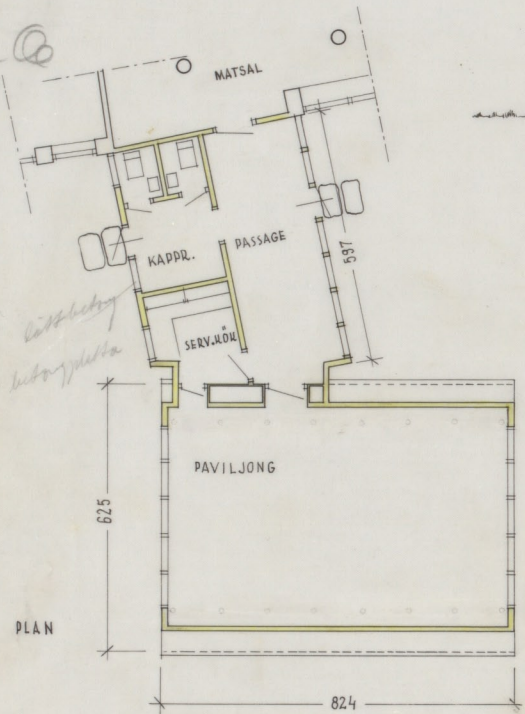 MATSAL
PASSAGE
597
KAPPR.
SERV.KÖK
PAVILJONG
625
PLAN
824